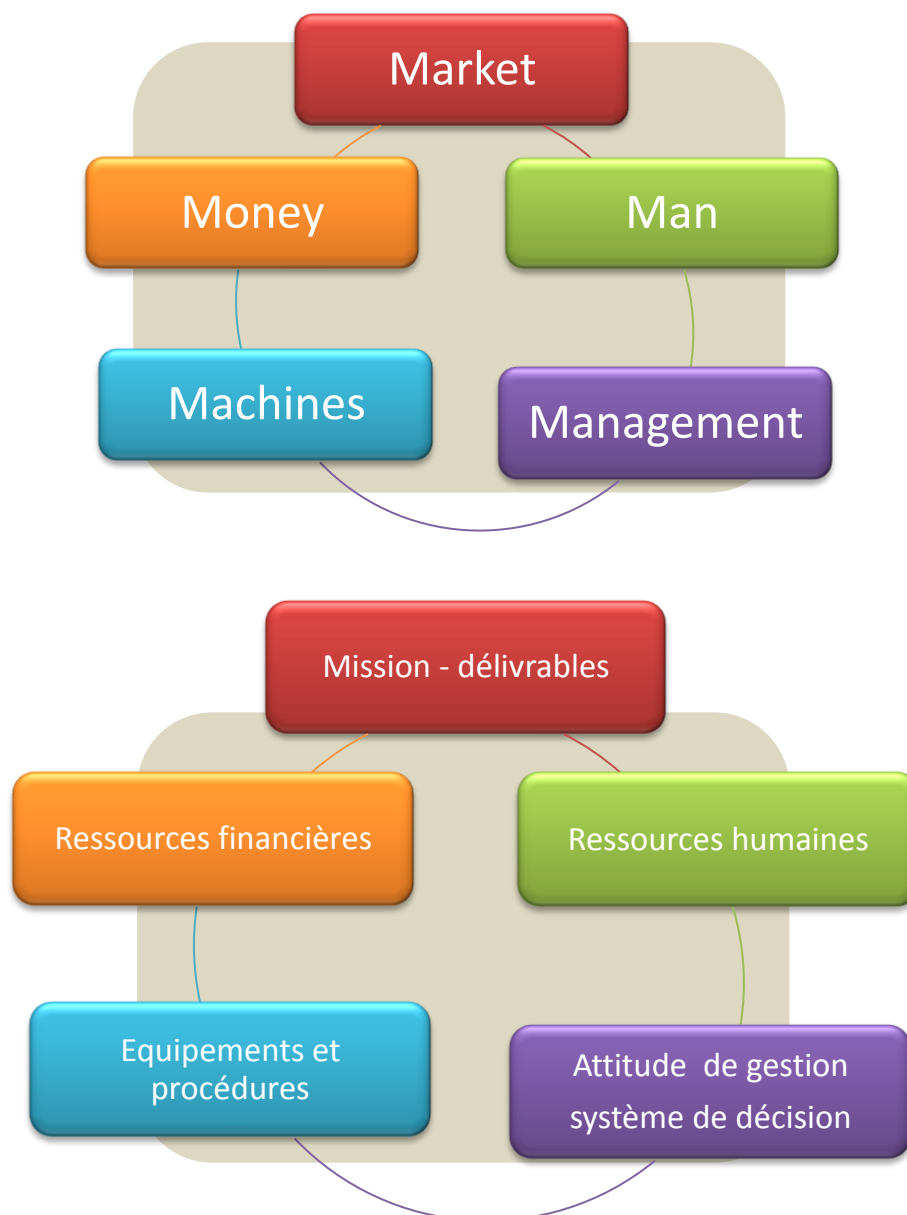 Market
Money
Man
Machines
Management
Mission - délivrables
Ressources financières
Ressources humaines
Equipements et
procédures
Attitude de gestion
système de décision